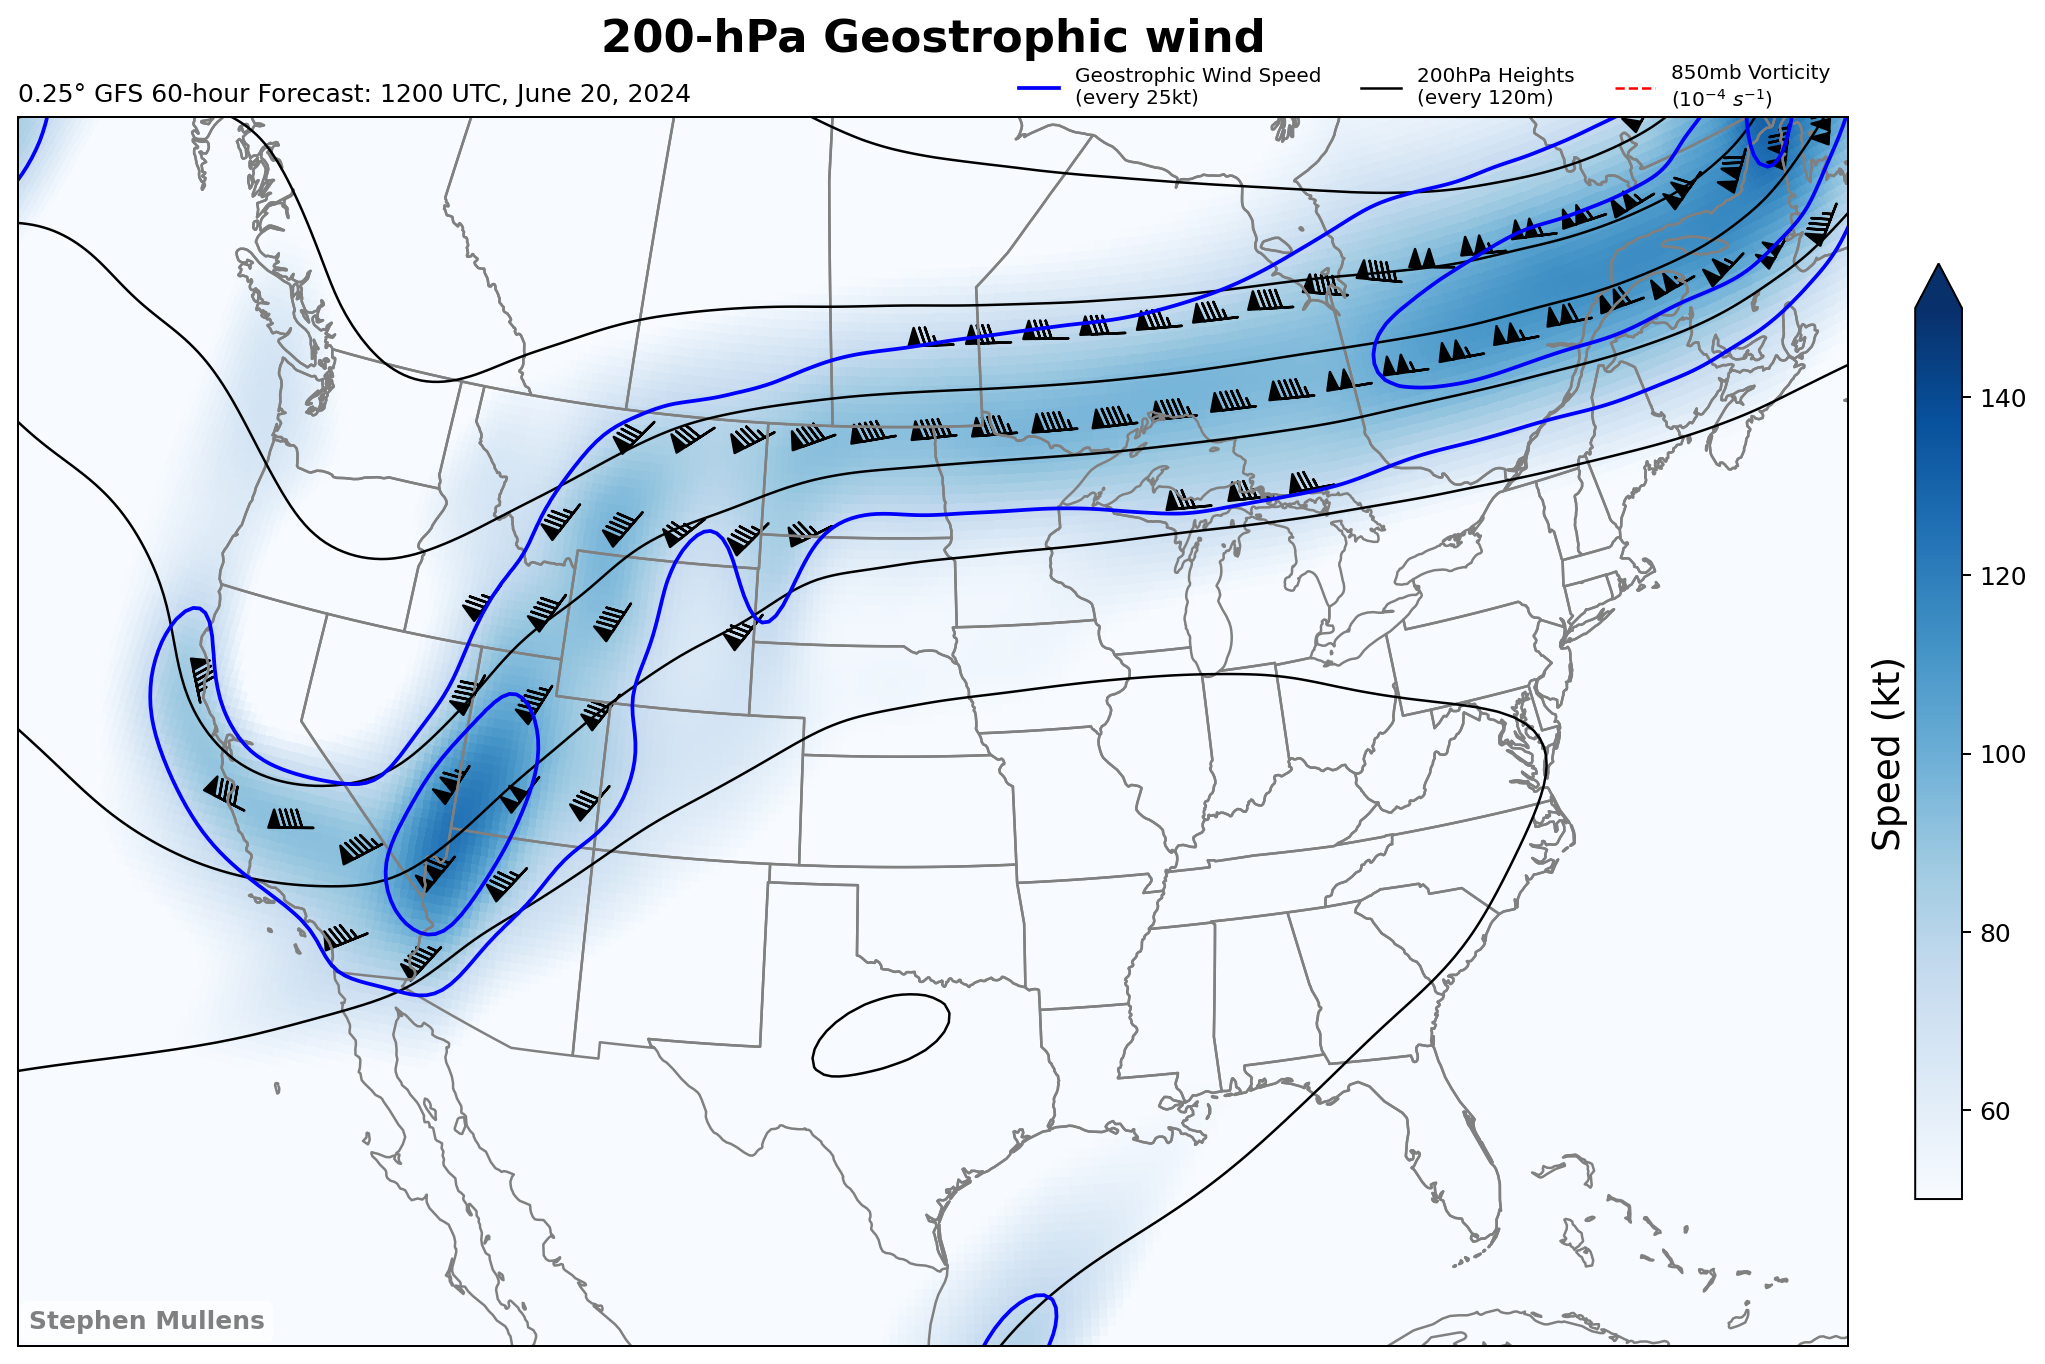 200-hPa Geostrophic wind
0.25° GFS 60-hour Forecast: 1200 UTC, June 20, 2024
Geostrophic Wind Speed
(every 25kt)
200hPa Heights
(every 120m)
850mb Vorticity
(10⁻⁴ s⁻¹)
140
120
100
80
60
Speed (kt)
Stephen Mullens